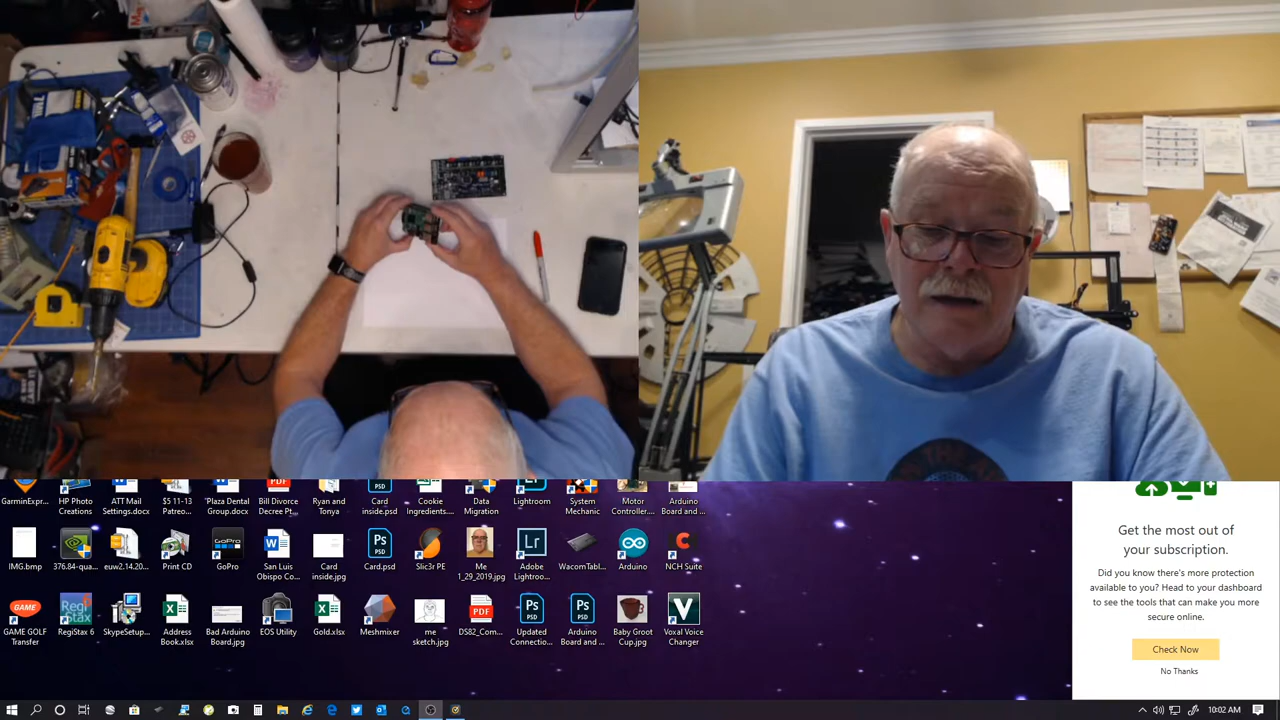 GarminExpr...
HP Photo
Creations
ATT Mail
Settings.docx
$5 11-13
Patreo...
"Plaza Dental
Group.docx
Bill Divorce
Decree Pt...
Ryan and
Tonya
Card
inside.psd
Cookie
Ingredients....
Data
Migration
Lightroom
System
Mechanic
Motor
Controller....
Arduino
Board and...
IMG.bmp
376.84-qua...
euw2.14.20...
Print CD
GoPro
San Luis
Obispo Co...
Card
inside.jpg
Card.psd
Slic3r PE
Me
1_29_2019.jpg
Adobe
Lightroo...
WacomTabl...
Arduino
NCH Suite
GAME GOLF
Transfer
RegiStax 6
SkypeSetup...
Address
Book.xlsx
Bad Arduino
Board.jpg
EOS Utility
Gold.xlsx
Meshmixer
me
sketch.jpg
DS82_Com...
Updated
Connectio...
Arduino
Board and ...
Baby Groot
Cup.jpg
Voxal Voice
Changer
Get the most out of
your subscription.
Did you know there's more protection
available to you? Head to your dashboard
to see the tools that can make you more
secure online.
Check Now
No Thanks
10:02 AM